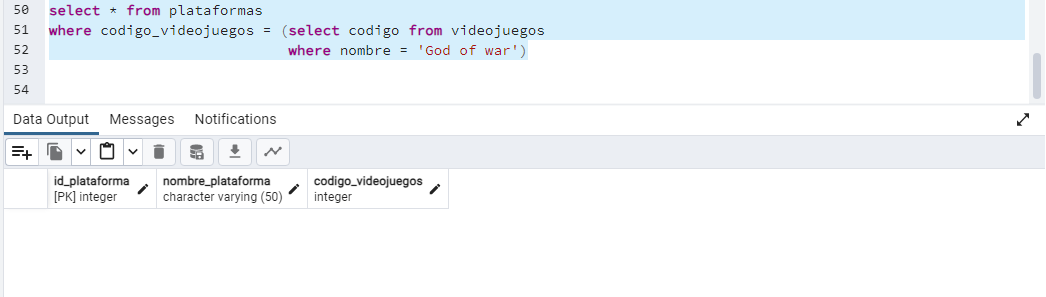 50 select * from plataformas
51 where codigo_videojuegos = (select codigo from videojuegos
52 where nombre = 'God of war')
53
54
Data Output Messages Notifications
id_plataforma nombre_plataforma codigo_videojuegos
[PK] integer character varying (50) integer